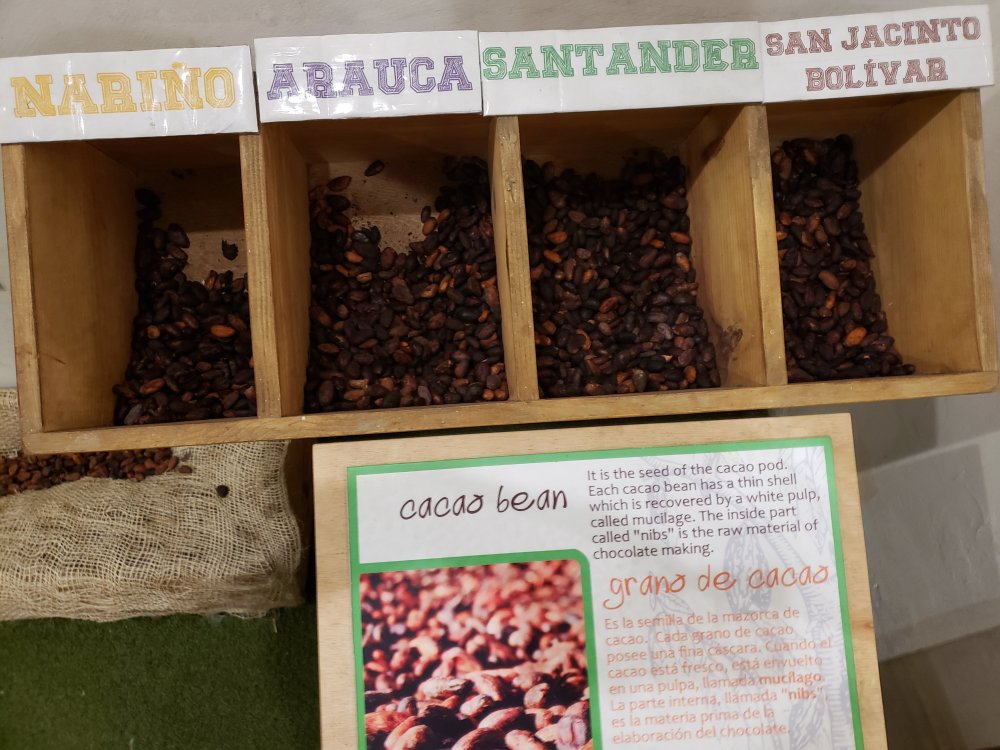 NARIÑO
ARAUCA
SANTANDER
SAN JACINTO
BOLÍVAR
cacao bean
It is the seed of the cacao pod.
Each cacao bean has a thin shell
which is recovered by a white pulp,
called mucilage. The inside part
called "nibs" is the raw material of
chocolate making.
grano de cacao
Es la semilla de la mazorca de
cacao. Cada grano de cacao
posee una fina cáscara. Cuando el
cacao está fresco, está envuelto
en una pulpa, llamada mucílago.
La parte interna, llamada "nibs",
es la materia prima de la
elaboración del chocolate.